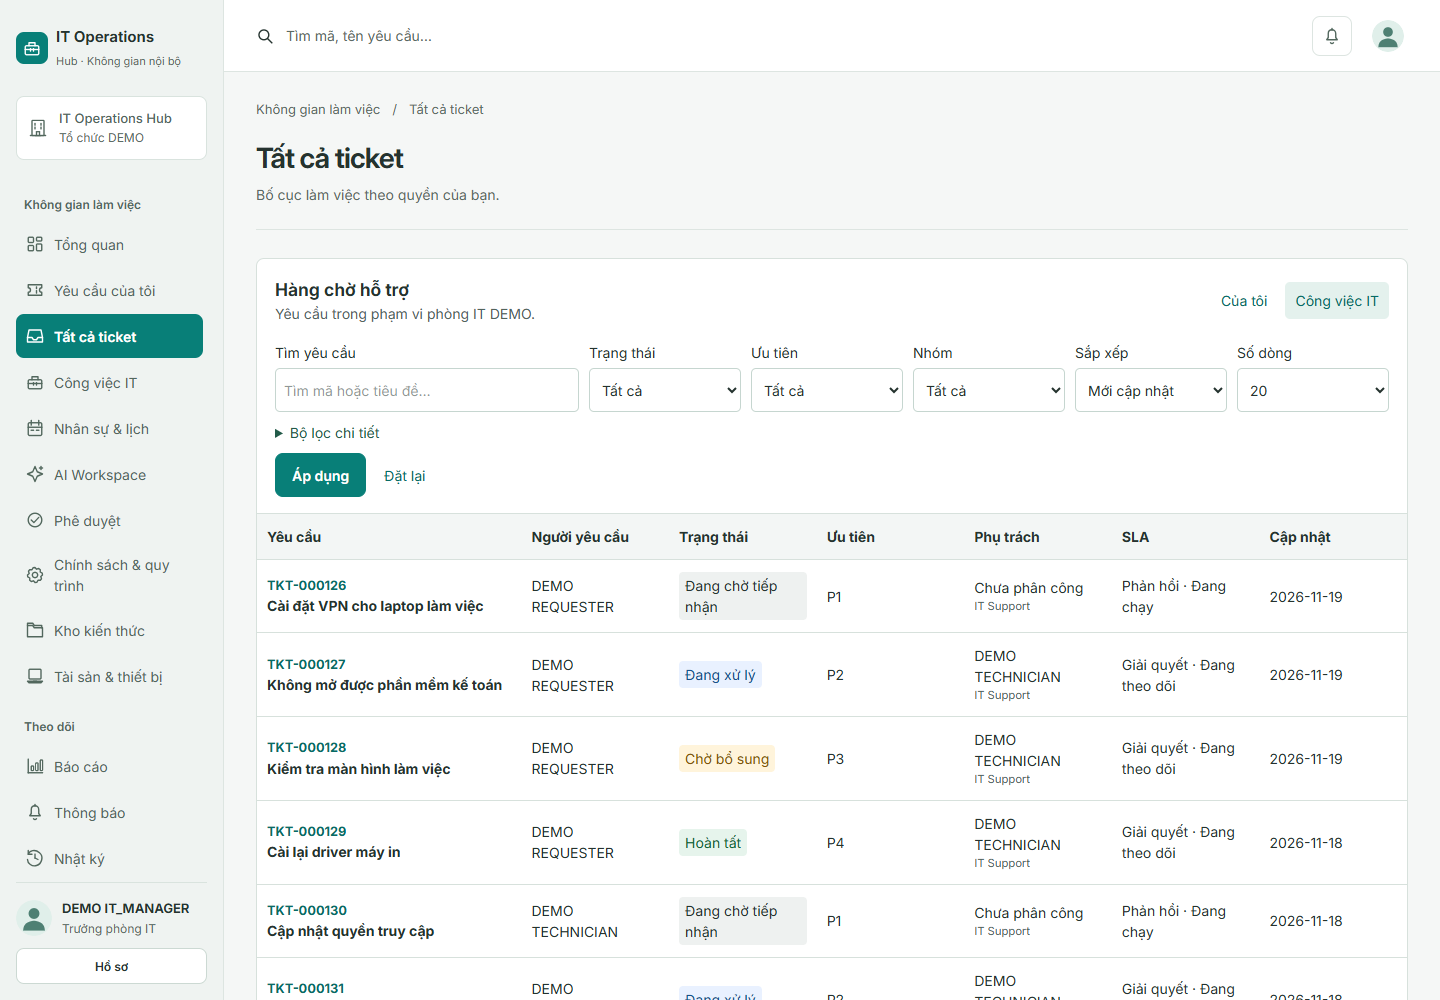 IT Operations
Hub · Không gian nội bộ
IT Operations Hub
Tổ chức DEMO
Không gian làm việc
Tổng quan
Yêu cầu của tôi
Tất cả ticket
Công việc IT
Nhân sự & lịch
AI Workspace
Phê duyệt
Chính sách & quy
trình
Kho kiến thức
Tài sản & thiết bị
Theo dõi
Báo cáo
Thông báo
Nhật ký
DEMO IT_MANAGER
Trưởng phòng IT
Hồ sơ
Tìm mã, tên yêu cầu...
Không gian làm việc / Tất cả ticket
Tất cả ticket
Bố cục làm việc theo quyền của bạn.
Hàng chờ hỗ trợ
Yêu cầu trong phạm vi phòng IT DEMO.
Của tôi
Công việc IT
Tìm yêu cầu Trạng thái Ưu tiên Nhóm Sắp xếp Số dòng
Tìm mã hoặc tiêu đề... Tất cả Tất cả Tất cả Mới cập nhật 20
Bộ lọc chi tiết
Áp dụng Đặt lại
Yêu cầu Người yêu cầu Trạng thái Ưu tiên Phụ trách SLA Cập nhật
TKT-000126
Cài đặt VPN cho laptop làm việc
DEMO
REQUESTER
Đang chờ tiếp
nhận
P1
Chưa phân công
IT Support
Phản hồi · Đang
chạy
2026-11-19
TKT-000127
Không mở được phần mềm kế toán
DEMO
REQUESTER
Đang xử lý
P2
DEMO
TECHNICIAN
IT Support
Giải quyết · Đang
theo dõi
2026-11-19
TKT-000128
Kiểm tra màn hình làm việc
DEMO
REQUESTER
Chờ bổ sung
P3
DEMO
TECHNICIAN
IT Support
Giải quyết · Đang
theo dõi
2026-11-19
TKT-000129
Cài lại driver máy in
DEMO
REQUESTER
Hoàn tất
P4
DEMO
TECHNICIAN
IT Support
Giải quyết · Đang
theo dõi
2026-11-18
TKT-000130
Cập nhật quyền truy cập
DEMO
TECHNICIAN
Đang chờ tiếp
nhận
P1
Chưa phân công
IT Support
Phản hồi · Đang
chạy
2026-11-18
TKT-000131
DEMO
Đang xử lý
P2
DEMO
TECHNICIAN
Giải quyết · Đang
2026-11-18